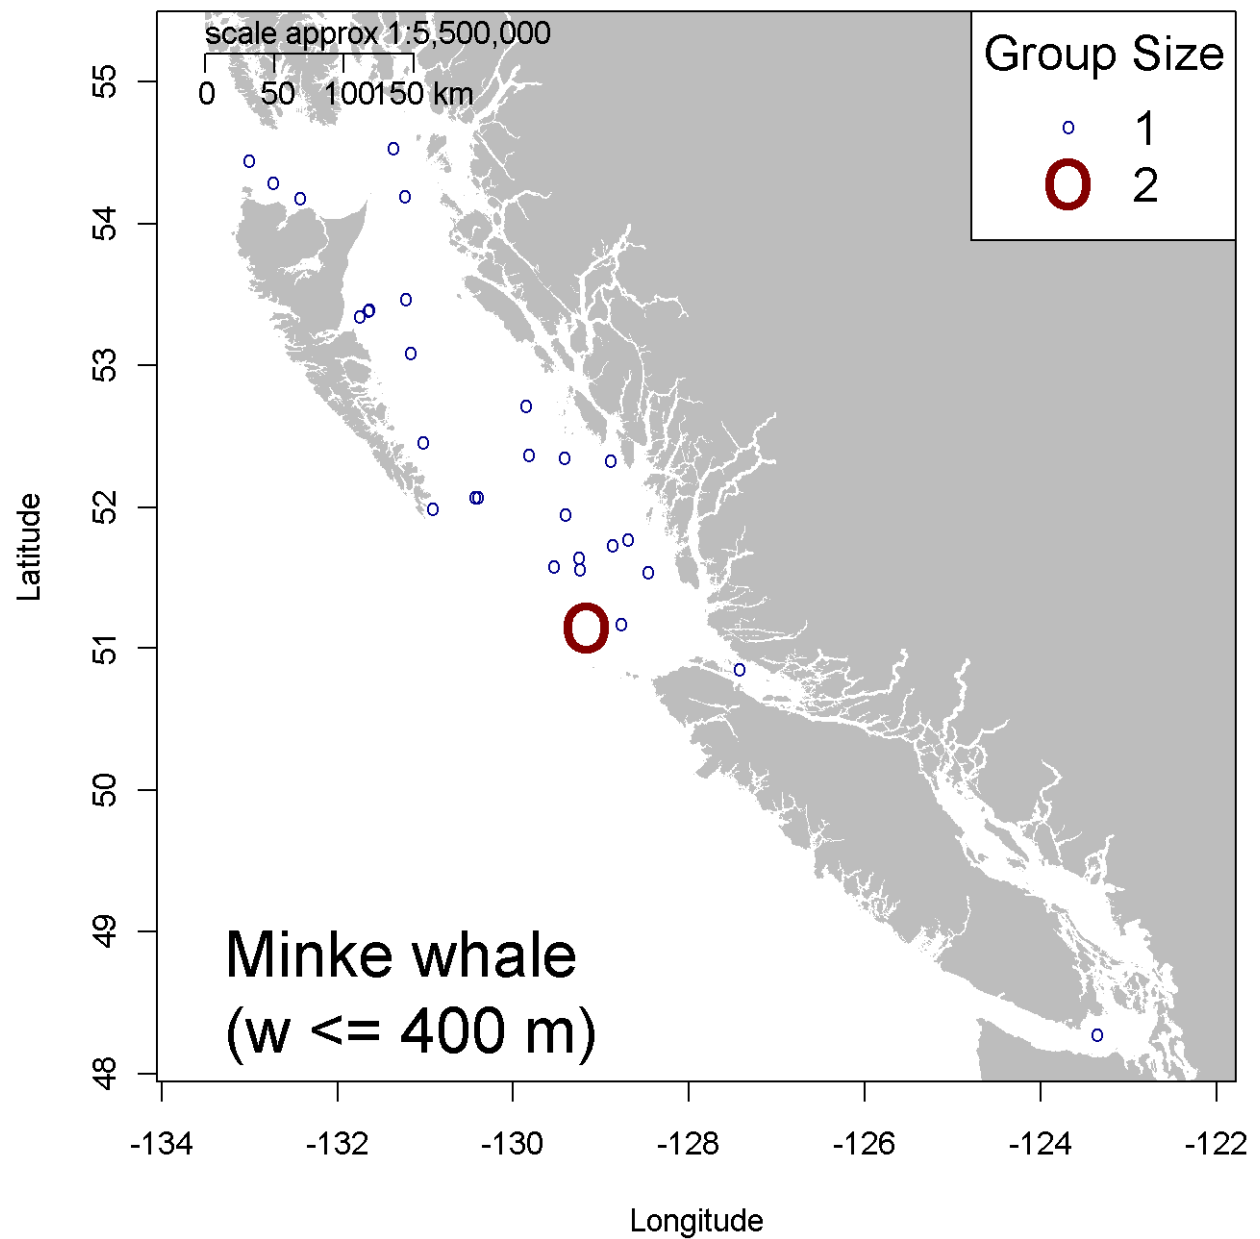 scale approx 1:5,500,000
0 50 100150 km
Group Size
1
2
55
54
53
52
51
50
49
48
Latitude
Minke whale
(w <= 400 m)
-134 -132 -130 -128 -126 -124 -122
Longitude